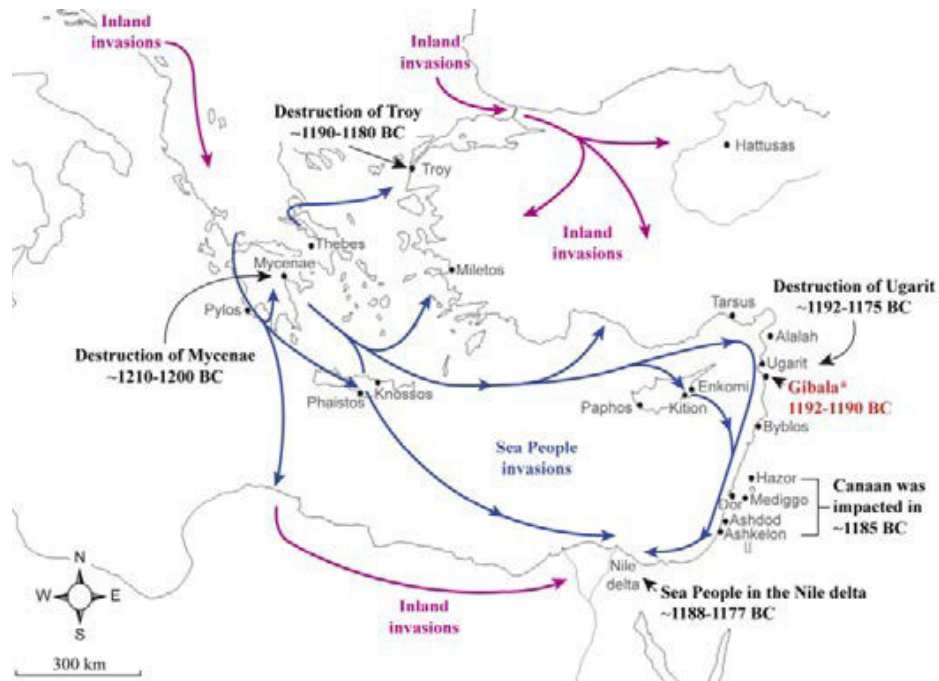 Inland
invasions
Inland
invasions
Destruction of Troy
~1190-1180 BC
Hattusas
Troy
Inland
invasions
Thebes
Mycenae
Miletos
Destruction of Ugarit
~1192-1175 BC
Tarsus
Pylos
Alalah
Destruction of Mycenae
~1210-1200 BC
Ugarit
Knossos
Phaistos
Enkomi
Paphos
Kition
Gibala*
1192-1190 BC
Byblos
Sea People
invasions
Hazor
Dor
Mediggo
Ashdod
Ashkelon
Canaan was
impacted in
~1185 BC
N
W
E
S
Nile
delta
Sea People in the Nile delta
~1188-1177 BC
Inland
invasions
300 km